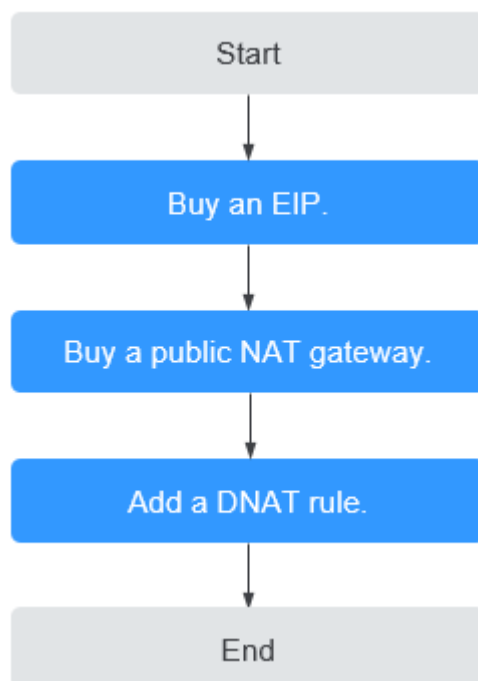 Start
Buy an EIP.
Buy a public NAT gateway.
Add a DNAT rule.
End